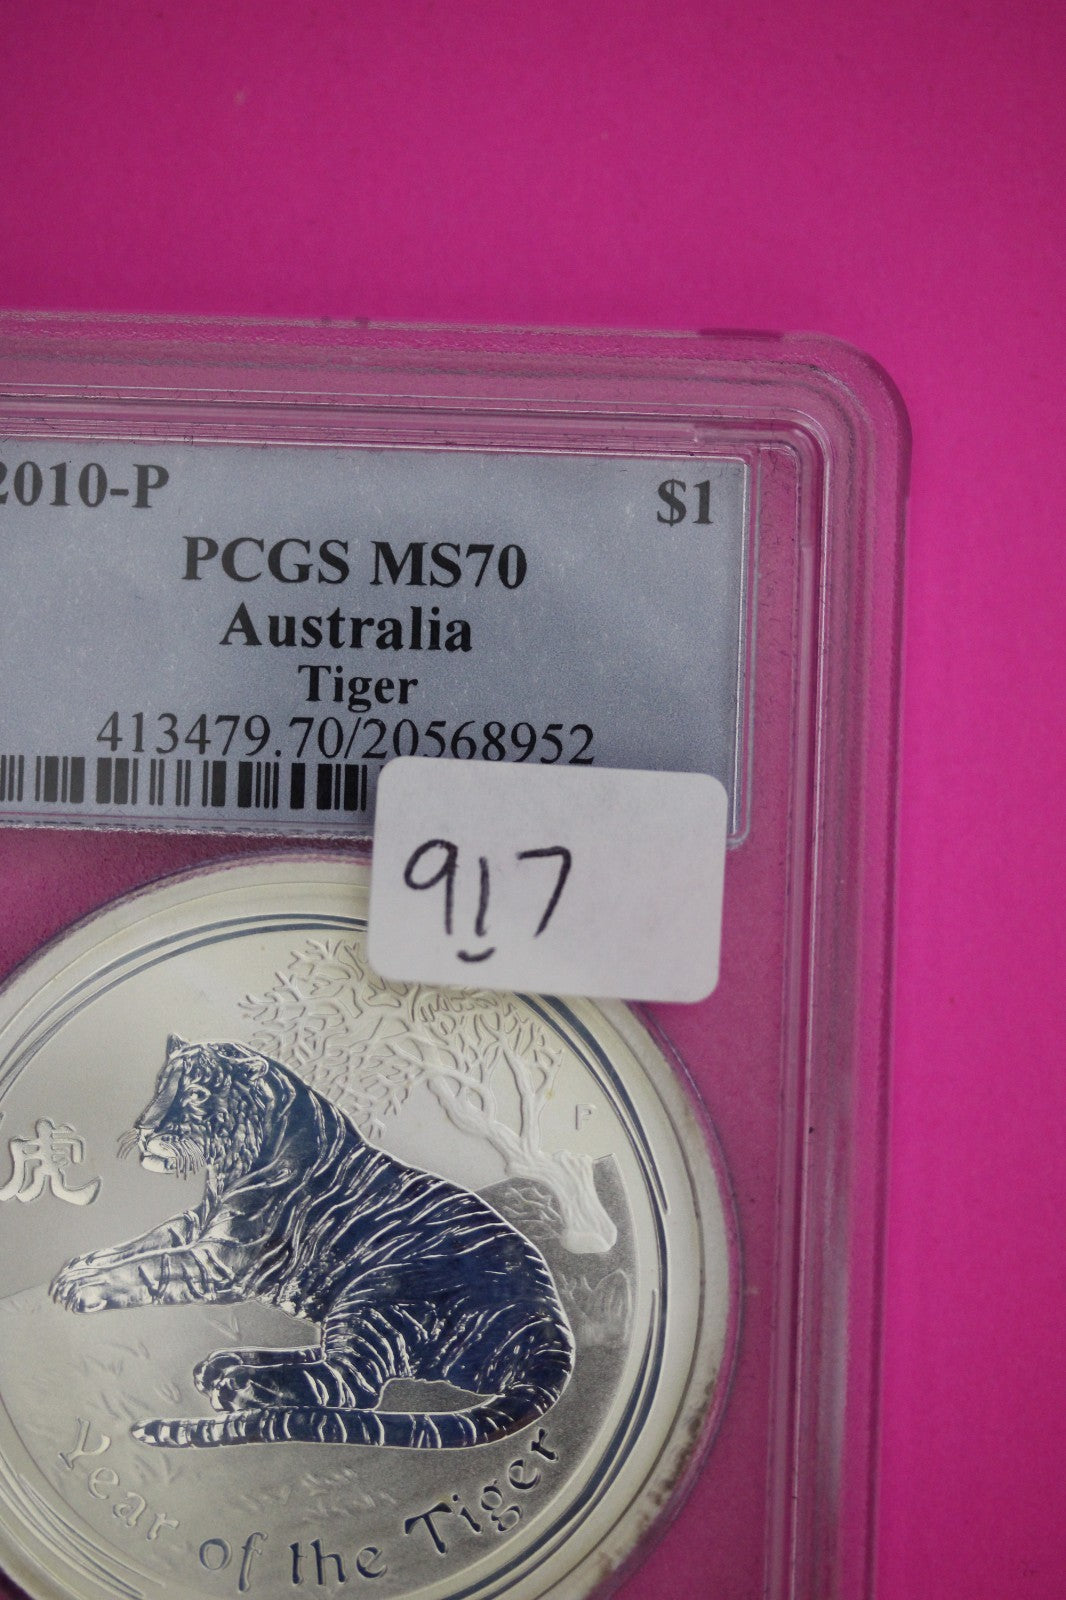 2010-P $1
PCGS MS70
Australia
Tiger
413479.70/20568952
917
P
虎
Year of the Tiger